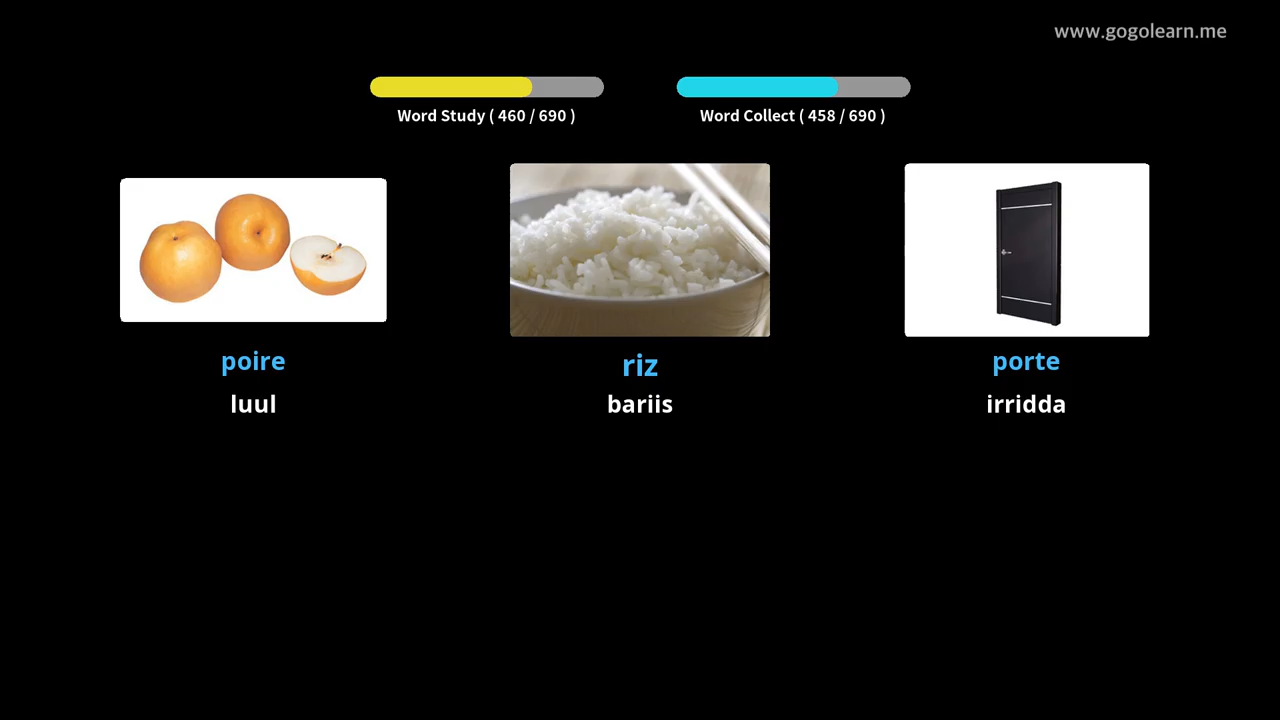 www.gogolearn.me
Word Study ( 460 / 690 )
Word Collect ( 458 / 690 )
poire
riz
porte
luul
bariis
irridda